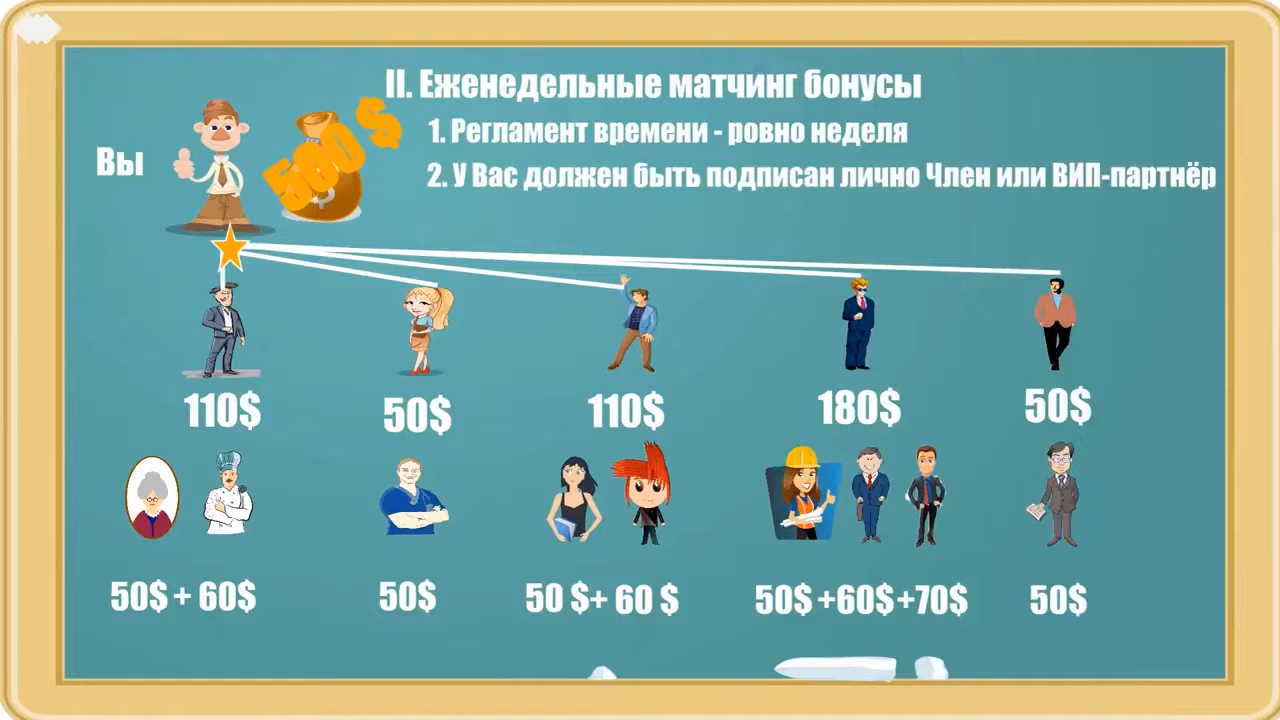 II. Еженедельные матчинг бонусы
1. Регламент времени - ровно неделя
Вы
500$
2. У Вас должен быть подписан лично Член или ВИП-партнёр
110$ 50$ 110$ 180$ 50$
50$ + 60$ 50$ 50 $+ 60 $ 50$ +60$+70$ 50$